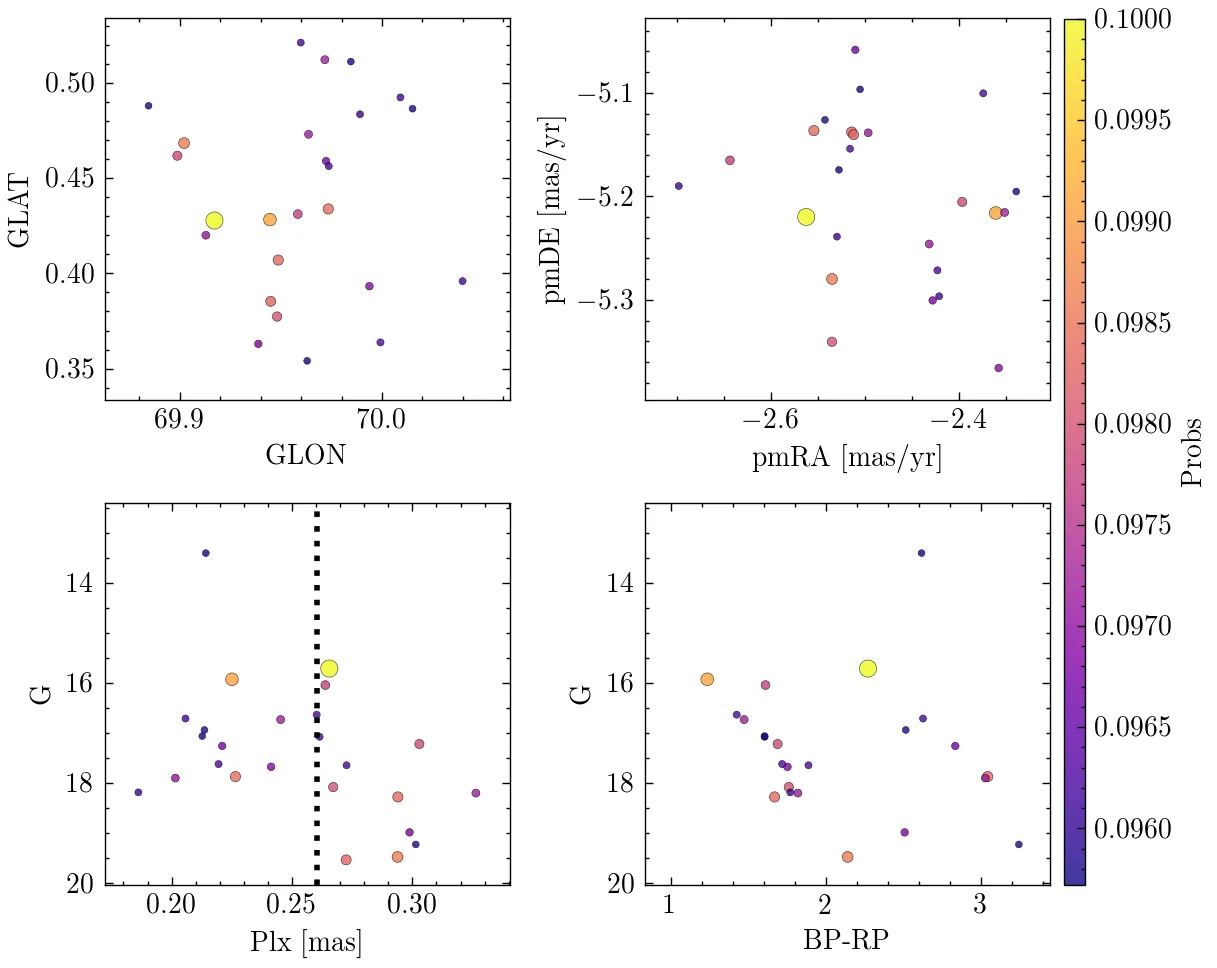 0.50
0.45
0.40
0.35
GLAT
69.9 70.0
GLON
−5.1
−5.2
−5.3
pmDE [mas/yr]
−2.6 −2.4
pmRA [mas/yr]
0.1000
0.0995
0.0990
0.0985
0.0980
0.0975
0.0970
0.0965
0.0960
Probs
14
16
18
20
G
0.20 0.25 0.30
Plx [mas]
14
16
18
20
G
1 2 3
BP-RP